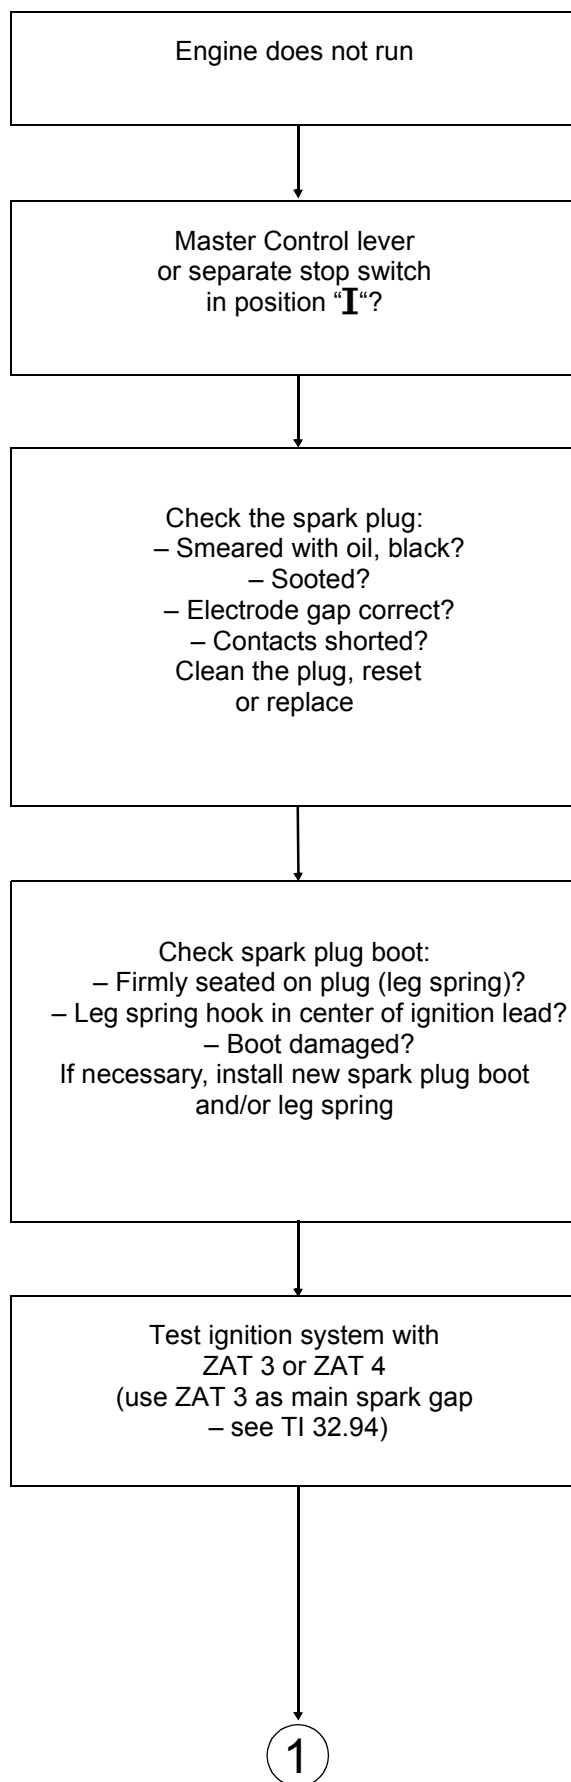 Engine does not run
Master Control lever
or separate stop switch
in position “I“?
Check the spark plug:
– Smeared with oil, black?
– Sooted?
– Electrode gap correct?
– Contacts shorted?
Clean the plug, reset
or replace
Check spark plug boot:
– Firmly seated on plug (leg spring)?
– Leg spring hook in center of ignition lead?
– Boot damaged?
If necessary, install new spark plug boot
and/or leg spring
Test ignition system with
ZAT 3 or ZAT 4
(use ZAT 3 as main spark gap
– see TI 32.94)
1